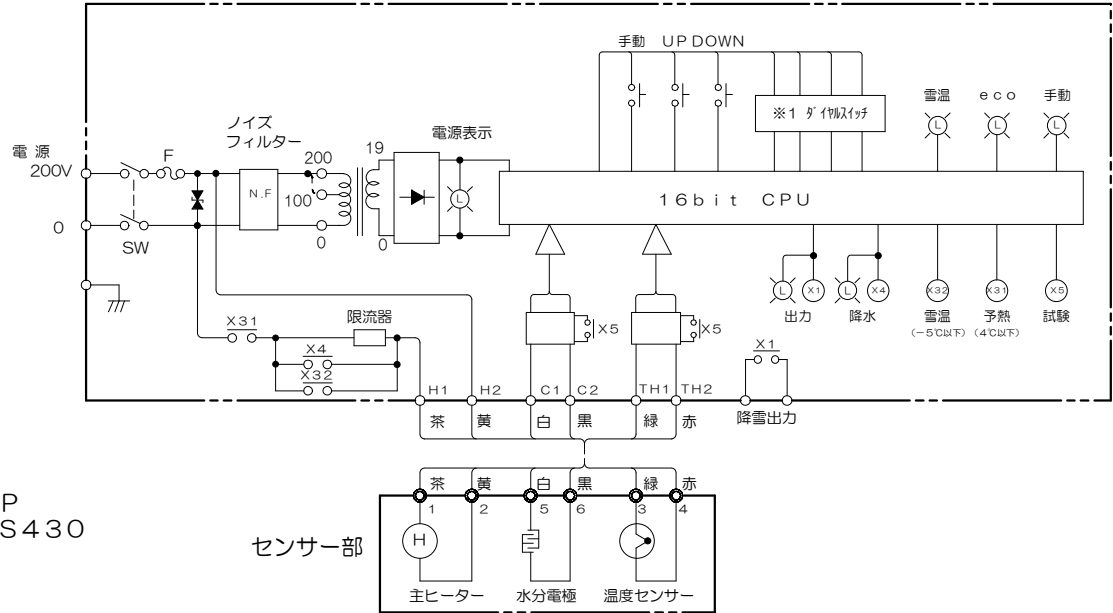 手動 UP DOWN
※1 ダイヤルスイッチ
雪温 eco 手動
L L L
ノイズ
フィルター
電源表示
電源
200V
F
N.F
200
100
0
19
0
L
16bit CPU
0
SW
L X1 L X4 X32 X31 X5
出力 降水 雪温 予熱 試験
(-5℃以下) (4℃以下)
X31
限流器
X4
X32
X5 X5
X1
H1 H2 C1 C2 TH1 TH2
茶 黄 白 黒 緑 赤
降雪出力
茶 黄 白 黒 緑 赤
1 2 5 6 3 4
P
S430
センサー部
H
主ヒーター 水分電極 温度センサー